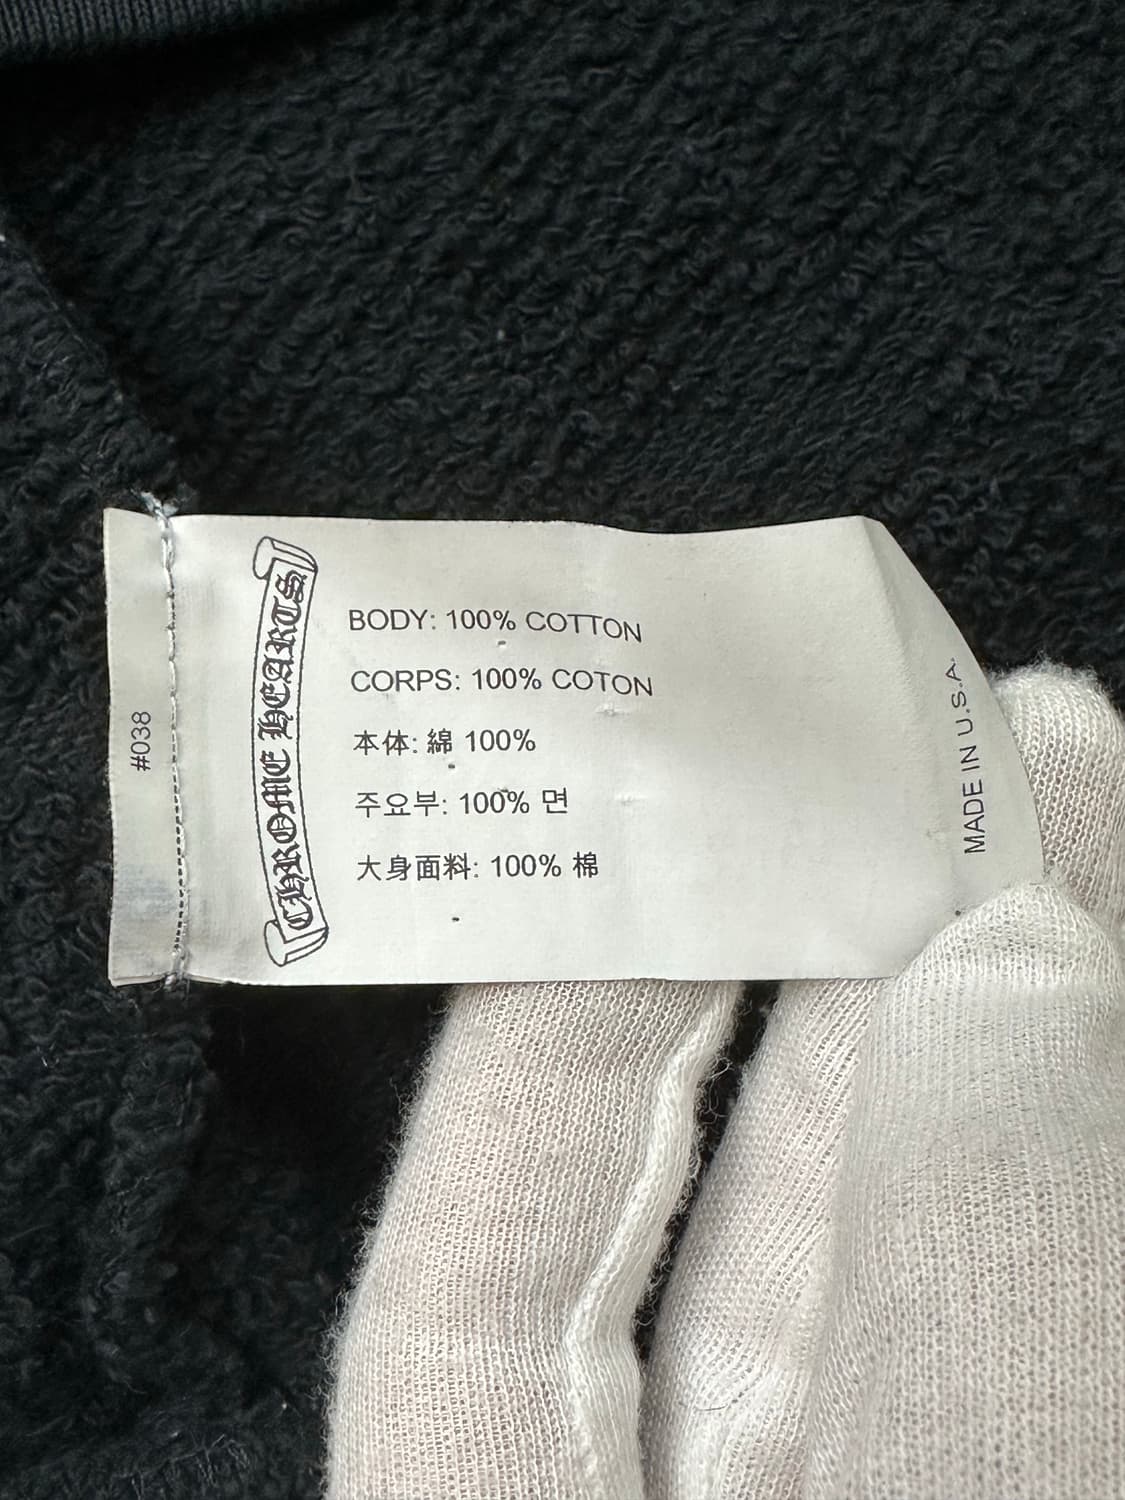 #038
CHROME HEARTS
BODY: 100% COTTON
CORPS: 100% COTON
本体: 綿 100%
주요부: 100% 면
大身面料: 100% 棉
MADE IN U.S.A.